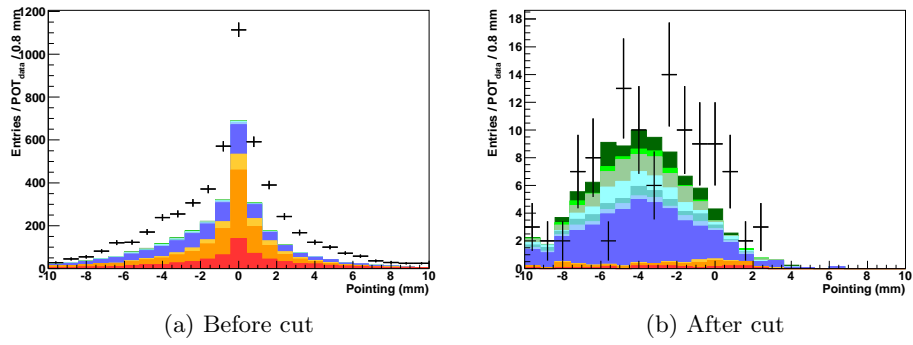 Entries / POTdata / 0.8 mm
1200
1000
800
600
400
200
0
-10 -8 -6 -4 -2 0 2 4 6 8 10
Pointing (mm)
(a) Before cut
Entries / POTdata / 0.8 mm
18
16
14
12
10
8
6
4
2
0
-10 -8 -6 -4 -2 0 2 4 6 8 10
Pointing (mm)
(b) After cut